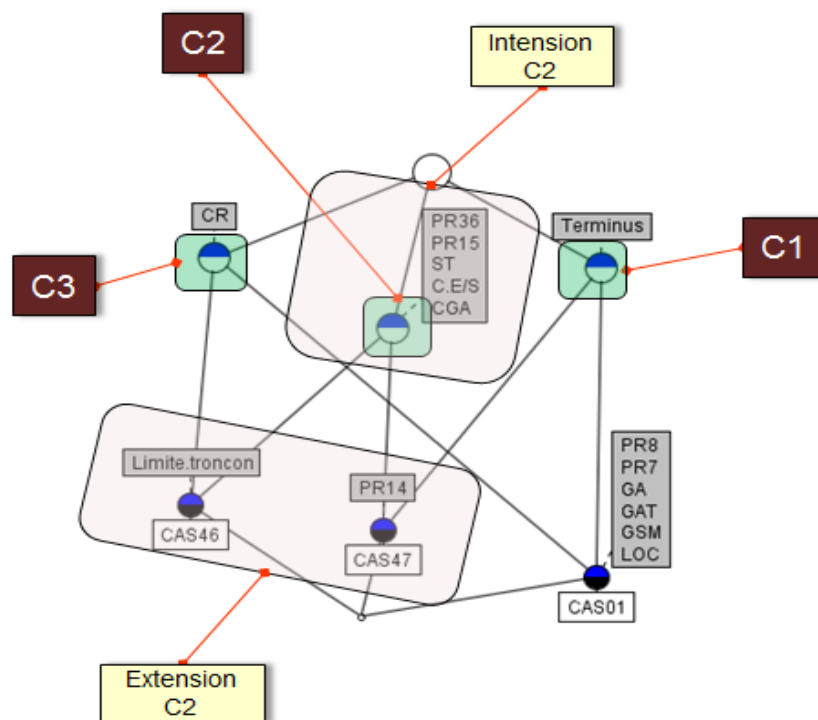 C2
Intension
C2
CR
PR36
PR15
ST
C.E/S
CGA
Terminus
C3
C1
Limite.troncon
PR14
PR8
PR7
GA
GAT
GSM
LOC
CAS46
CAS47
CAS01
Extension
C2